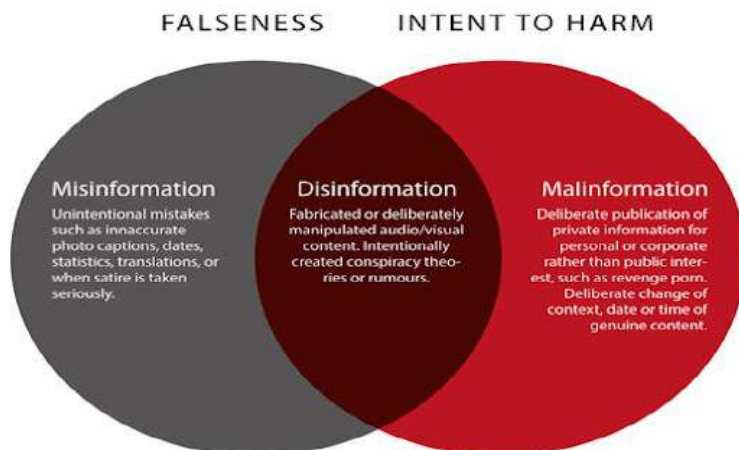 FALSENESS INTENT TO HARM
Misinformation
Unintentional mistakes
such as innaccurate
photo captions, dates,
statistics, translations, or
when satire is taken
seriously.
Disinformation
Fabricated or deliberately
manipulated audio/visual
content. Intentionally
created conspiracy theo-
ries or rumours.
Malinformation
Deliberate publication of
private information for
personal or corporate
rather than public inter-
est, such as revenge porn.
Deliberate change of
context, date or time of
genuine content.